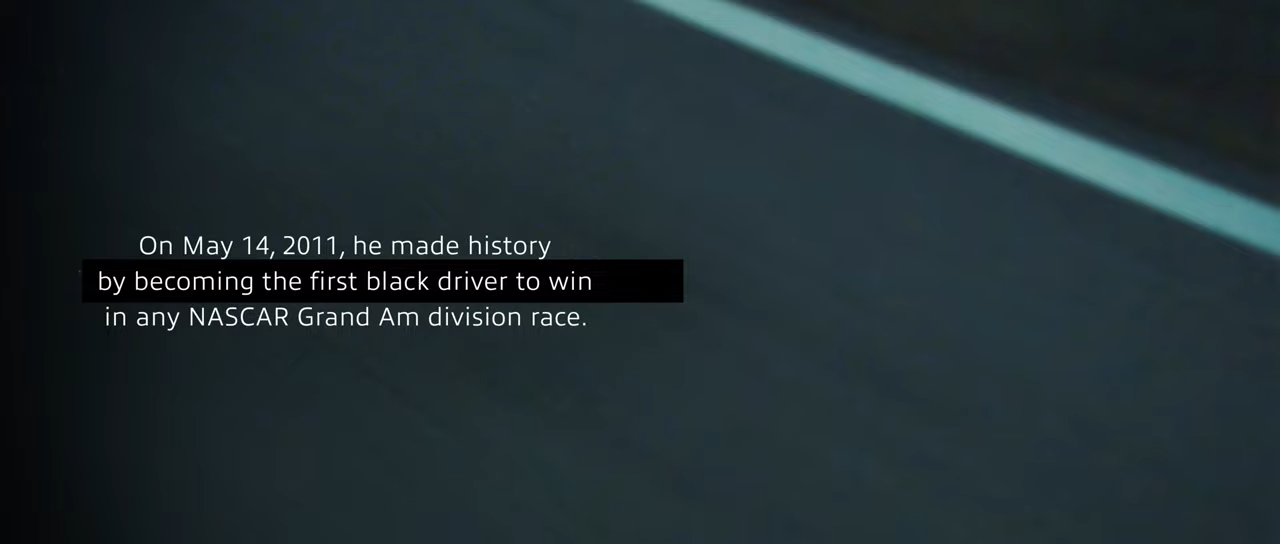 On May 14, 2011, he made history
by becoming the first black driver to win
in any NASCAR Grand Am division race.